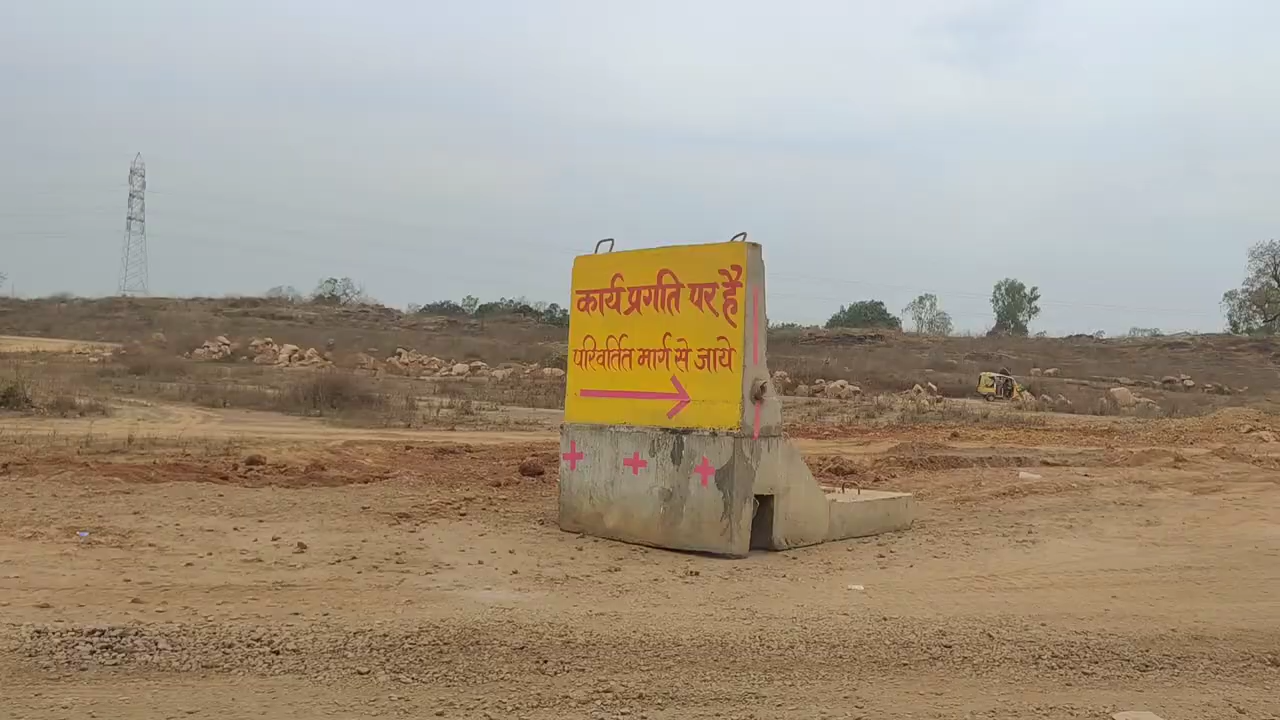 कार्य प्रगति पर है
परिवर्तित मार्ग से जाये